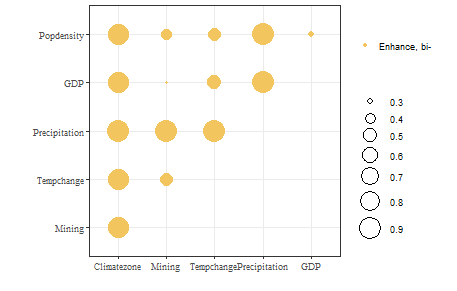 Popdensity
GDP
Precipitation
Tempchange
Mining
Climatezone Mining TempchangePrecipitation GDP
Enhance, bi-
0.3
0.4
0.5
0.6
0.7
0.8
0.9